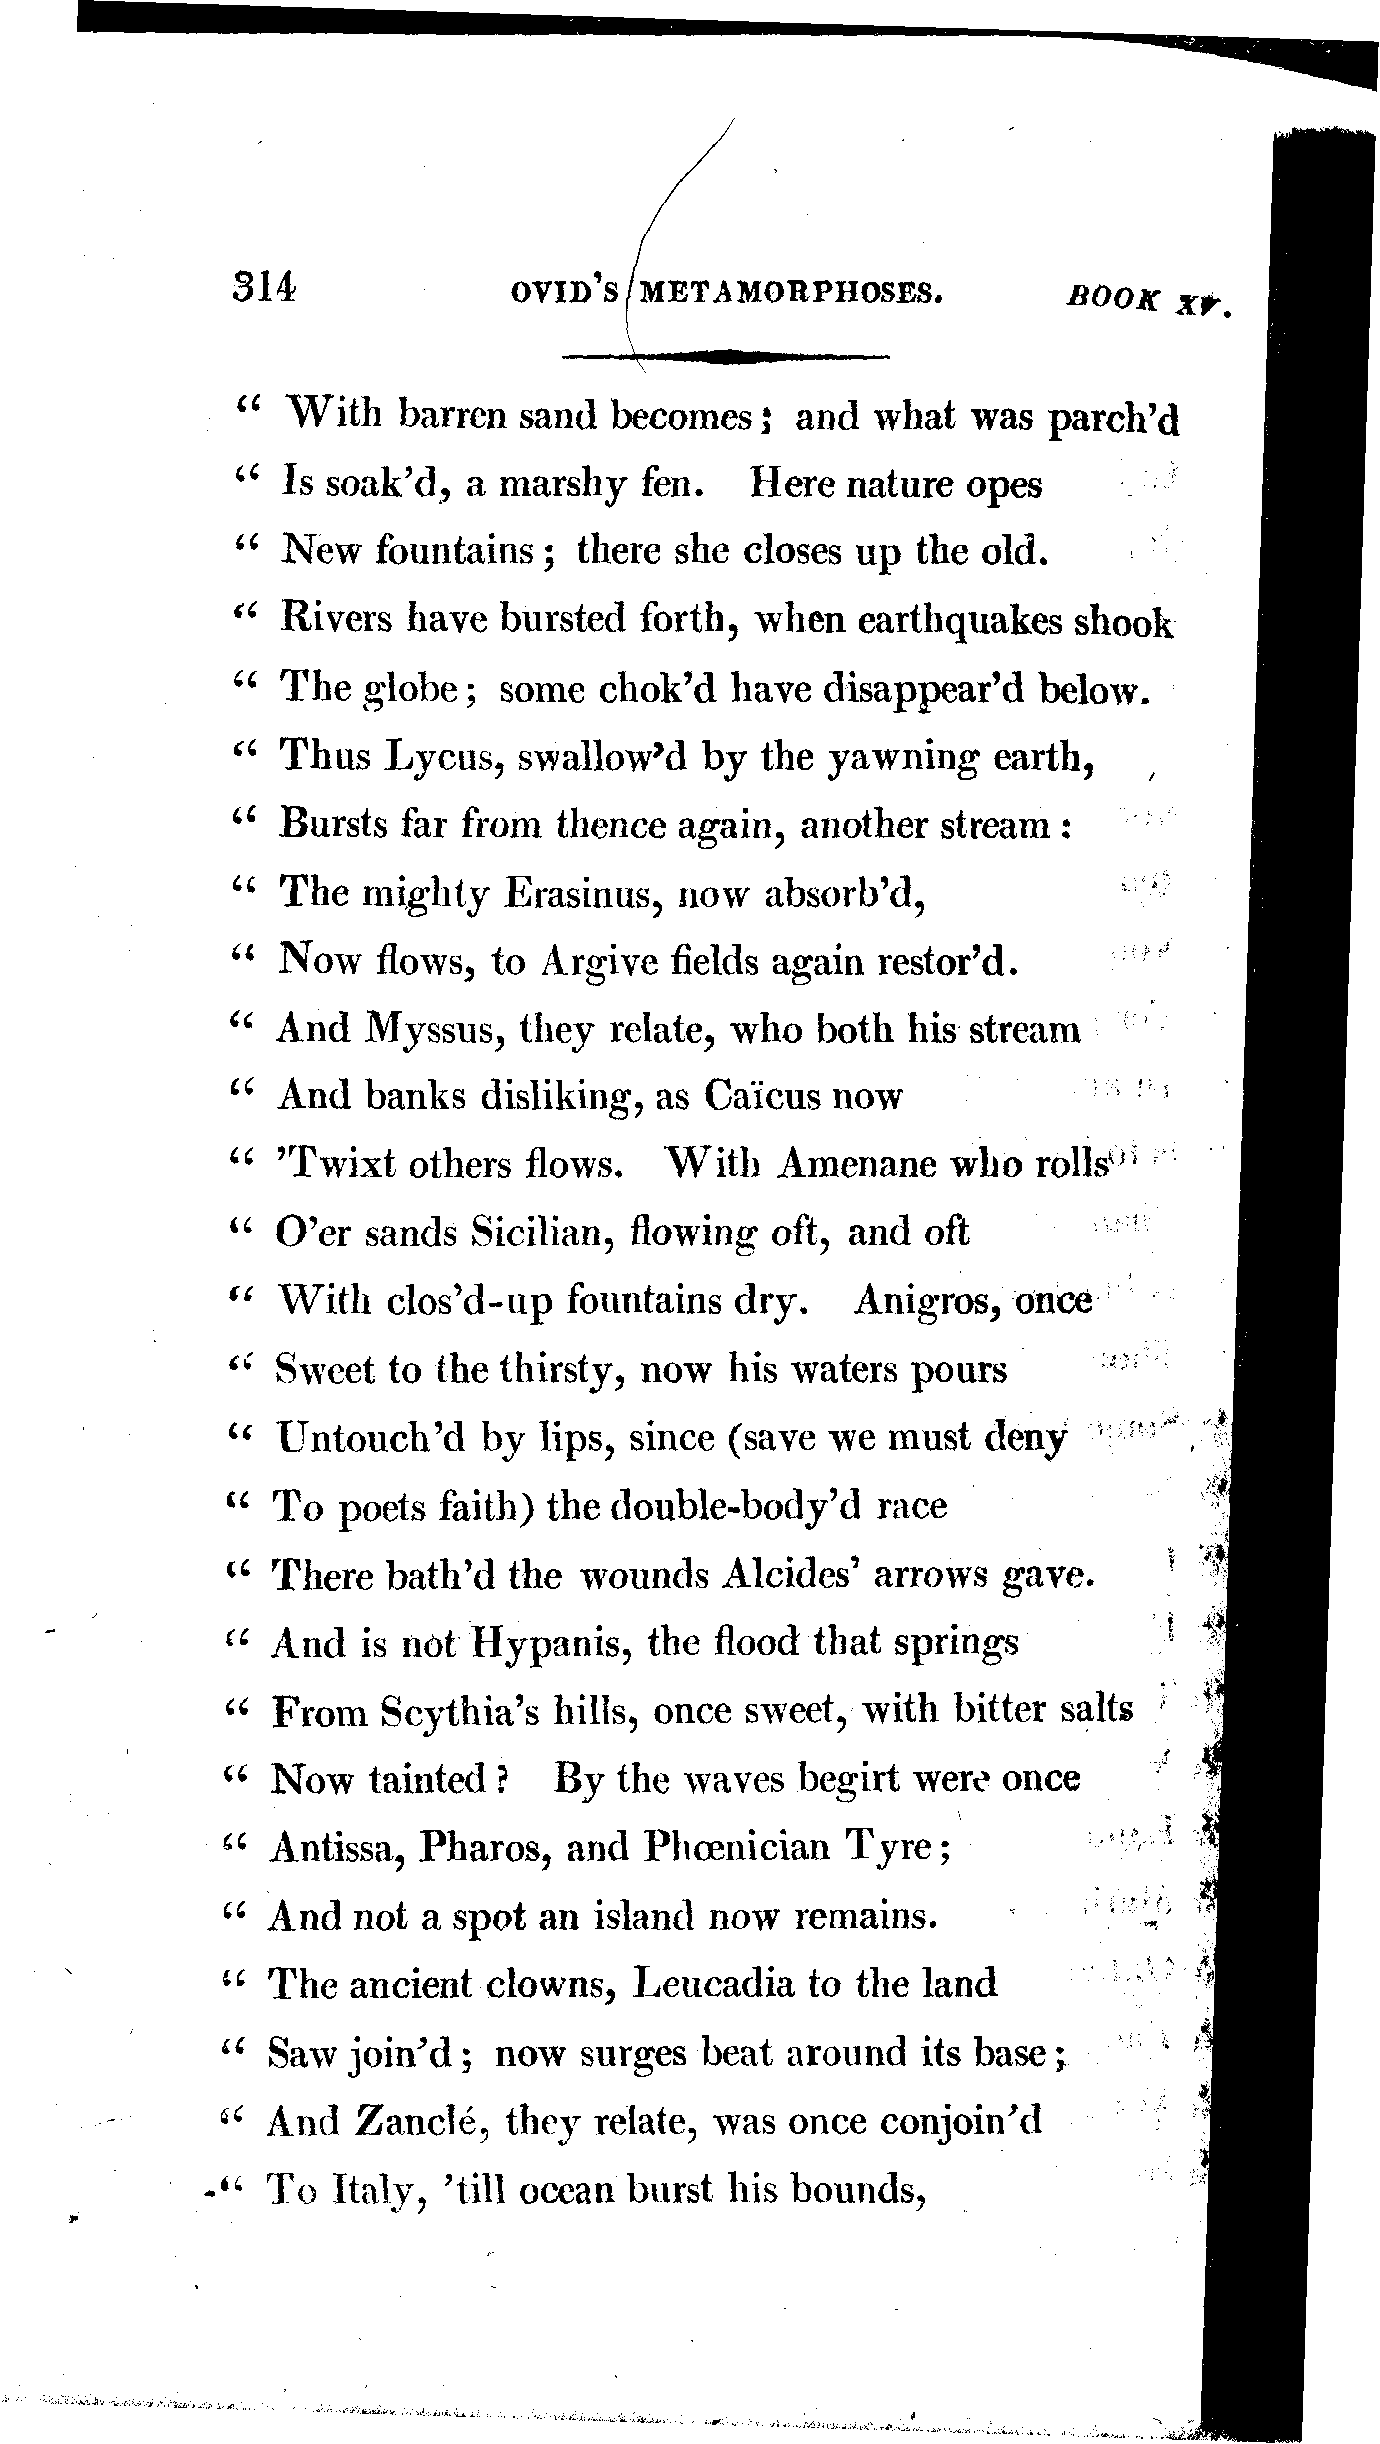 314 OVID'S METAMORPHOSES. BOOK XV.
“ With barren sand becomes; and what was parch'd
“ Is soak'd, a marshy fen. Here nature opes
“ New fountains; there she closes up the old.
“ Rivers have bursted forth, when earthquakes shook
“ The globe; some chok'd have disappear'd below.
“ Thus Lycus, swallow'd by the yawning earth,
“ Bursts far from thence again, another stream:
“ The mighty Erasinus, now absorb'd,
“ Now flows, to Argive fields again restor'd.
“ And Myssus, they relate, who both his stream
“ And banks disliking, as Caïcus now
“ 'Twixt others flows. With Amenane who rolls
“ O'er sands Sicilian, flowing oft, and oft
“ With clos'd-up fountains dry. Anigros, once
“ Sweet to the thirsty, now his waters pours
“ Untouch'd by lips, since (save we must deny
“ To poets faith) the double-body'd race
“ There bath'd the wounds Alcides' arrows gave.
“ And is not Hypanis, the flood that springs
“ From Scythia's hills, once sweet, with bitter salts
“ Now tainted? By the waves begirt were once
“ Antissa, Pharos, and Phœnician Tyre;
“ And not a spot an island now remains.
“ The ancient clowns, Leucadia to the land
“ Saw join'd; now surges beat around its base;
“ And Zanclé, they relate, was once conjoin'd
“ To Italy, 'till ocean burst his bounds,